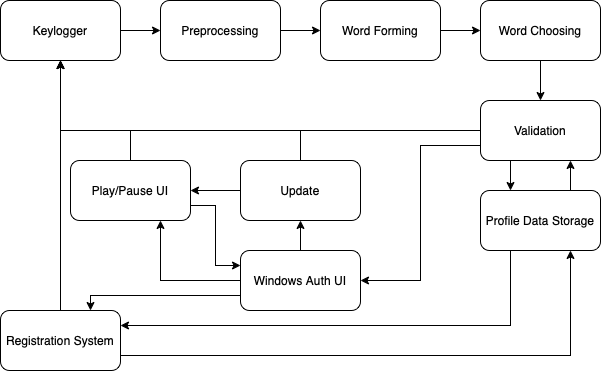 Keylogger
Preprocessing
Word Forming
Word Choosing
Validation
Play/Pause UI
Update
Profile Data Storage
Windows Auth UI
Registration System